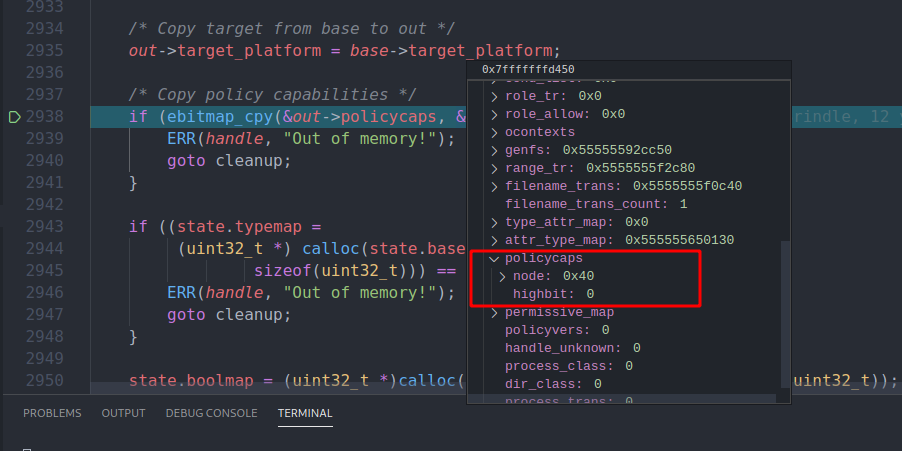 2933
2934 /* Copy target from base to out */
2935 out->target_platform = base->target_platform;
2936
2937 /* Copy policy capabilities */
2938 if (ebitmap_cpy(&out->policycaps, & rindle, 12 s
2939 ERR(handle, "Out of memory!");
2940 goto cleanup;
2941 }
2942
2943 if ((state.typemap =
2944 (uint32_t *) calloc(state.base
2945 sizeof(uint32_t))) ==
2946 ERR(handle, "Out of memory!");
2947 goto cleanup;
2948 }
2949
2950 state.boolmap = (uint32_t *)calloc( uint32_t));
0x7fffffffd450
role_tr: 0x0
role_allow: 0x0
ocontexts
genfs: 0x55555592cc50
range_tr: 0x5555555f2c80
filename_trans: 0x5555555f0c40
filename_trans_count: 1
type_attr_map: 0x0
attr_type_map: 0x555555650130
policycaps
node: 0x40
highbit: 0
permissive_map
policyvers: 0
handle_unknown: 0
process_class: 0
dir_class: 0
process_trans: 0
PROBLEMS OUTPUT DEBUG CONSOLE TERMINAL